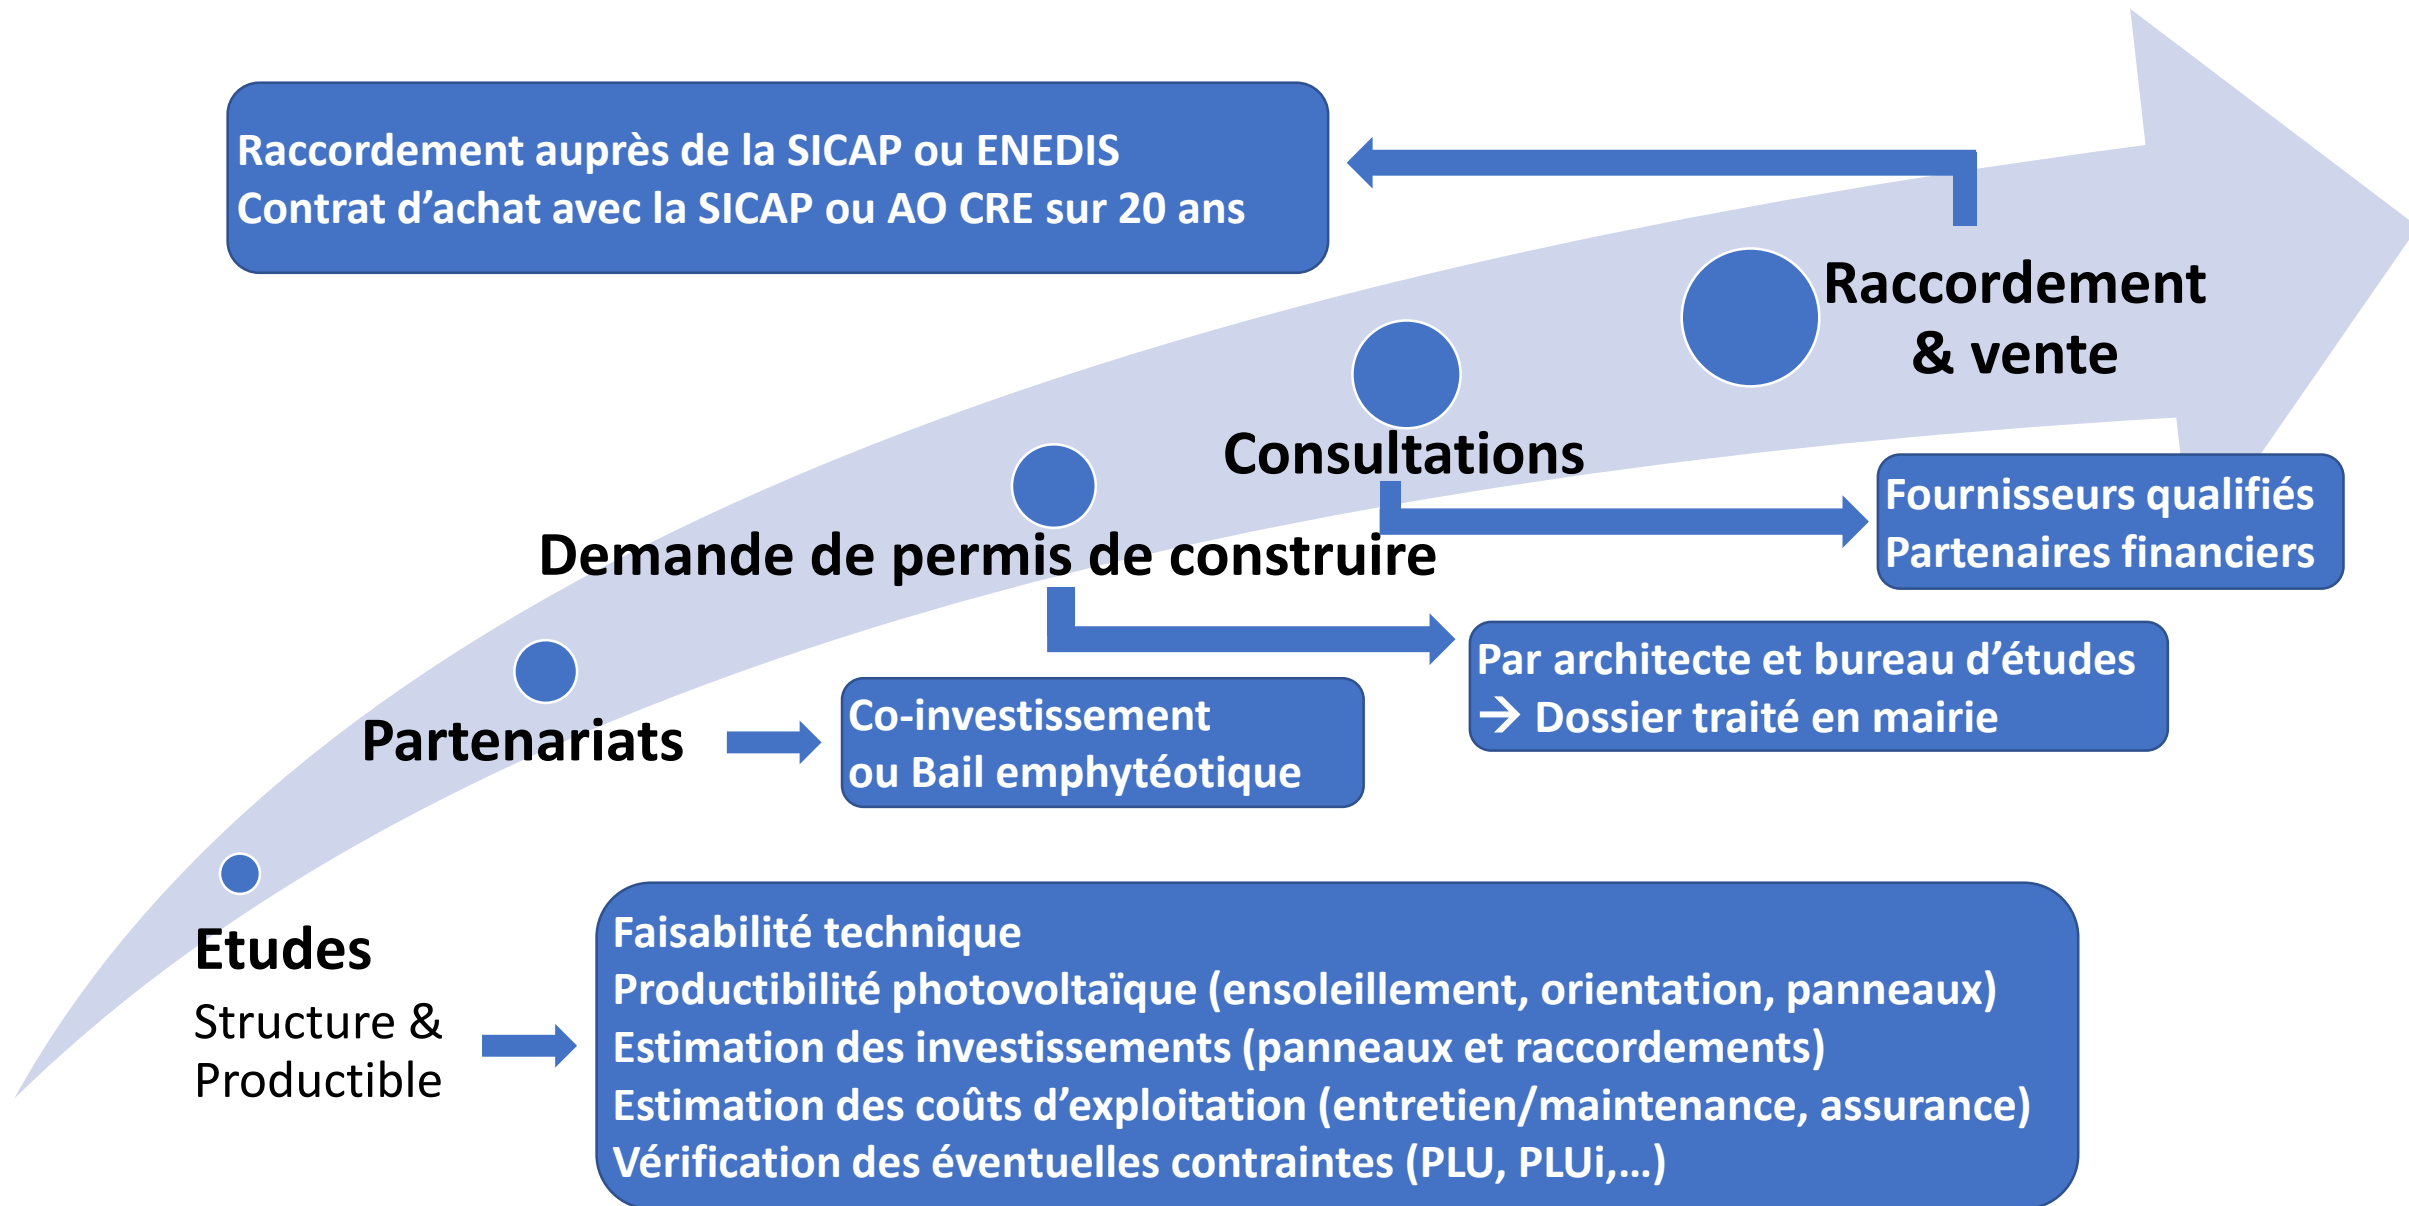 Raccordement auprès de la SICAP ou ENEDIS
Contrat d’achat avec la SICAP ou AO CRE sur 20 ans
Raccordement
& vente
Consultations
Fournisseurs qualifiés
Partenaires financiers
Demande de permis de construire
Par architecte et bureau d’études
→ Dossier traité en mairie
Partenariats
Co-investissement
ou Bail emphytéotique
Etudes
Structure &
Productible
Faisabilité technique
Productibilité photovoltaïque (ensoleillement, orientation, panneaux)
Estimation des investissements (panneaux et raccordements)
Estimation des coûts d’exploitation (entretien/maintenance, assurance)
Vérification des éventuelles contraintes (PLU, PLUi,...)